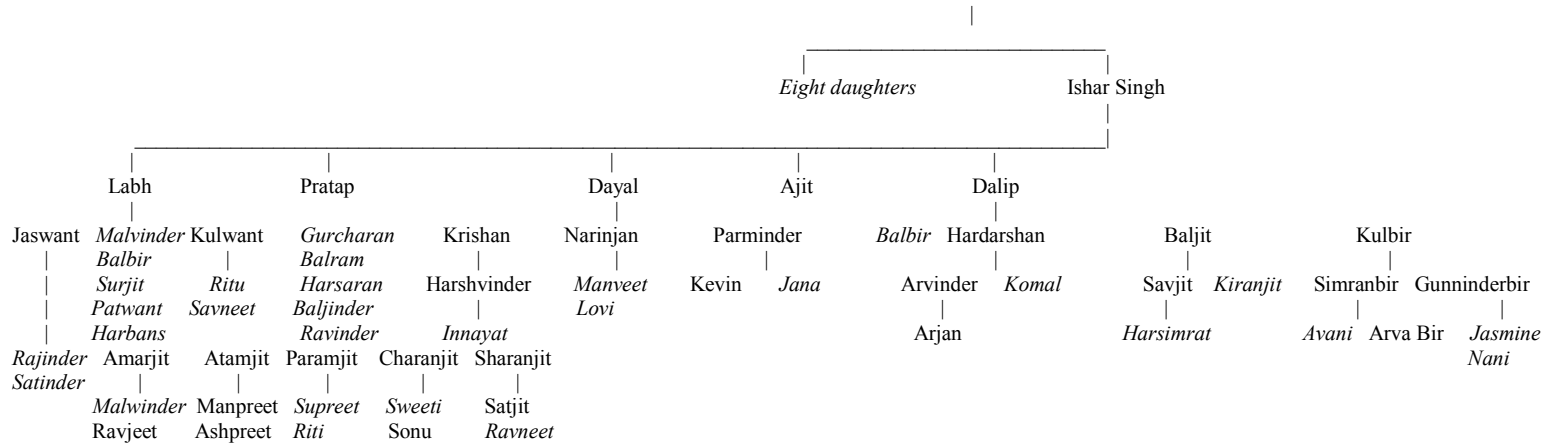 Eight daughters Ishar Singh
Labh Pratap Dayal Ajit Dalip
Jaswant Malvinder Kulwant Gurcharan Krishan Narinjan Parminder Balbir Hardarshan Baljit Kulbir
Balbir Balram
Surjit Ritu Harsaran Harshvinder Manveet Kevin Jana Arvinder Komal Savjit Kiranjit Simranbir Gunninderbir
Patwant Savneet Baljinder Lovi
Harbans Ravinder Innayat Arjan Harsimrat Avani Arva Bir Jasmine
Rajinder Amarjit Atamjit Paramjit Charanjit Sharanjit Nani
Satinder
Malwinder Manpreet Supreet Sweeti Satjit
Ravjeet Ashpreet Riti Sonu Ravneet